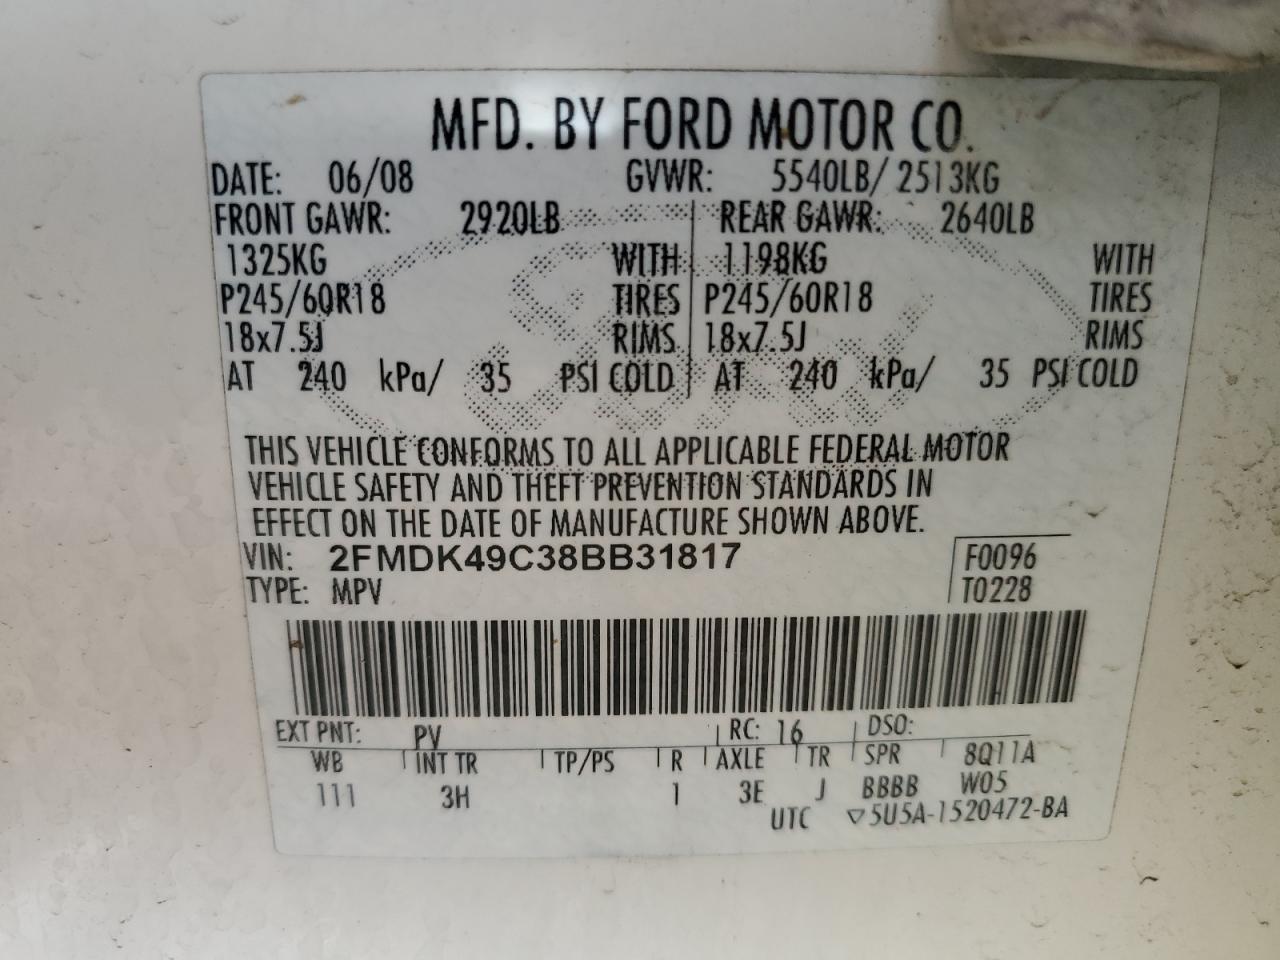 MFD. BY FORD MOTOR CO.
DATE: 06/08 GVWR: 5540LB/ 2513KG
FRONT GAWR: 2920LB REAR GAWR: 2640LB
1325KG WITH 1198KG WITH
P245/60R18 TIRES P245/60R18 TIRES
18x7.5J RIMS 18x7.5J RIMS
AT 240 kPa/ 35 PSI COLD AT 240 kPa/ 35 PSI COLD
THIS VEHICLE CONFORMS TO ALL APPLICABLE FEDERAL MOTOR
VEHICLE SAFETY AND THEFT PREVENTION STANDARDS IN
EFFECT ON THE DATE OF MANUFACTURE SHOWN ABOVE.
VIN: 2FMDK49C38BB31817 F0096
TYPE: MPV T0228
EXT PNT: PV RC: 16 DSO:
WB INT TR TP/PS R AXLE TR SPR 8Q11A
111 3H 1 3E J BBBB W05
UTC ▽5U5A-1520472-BA